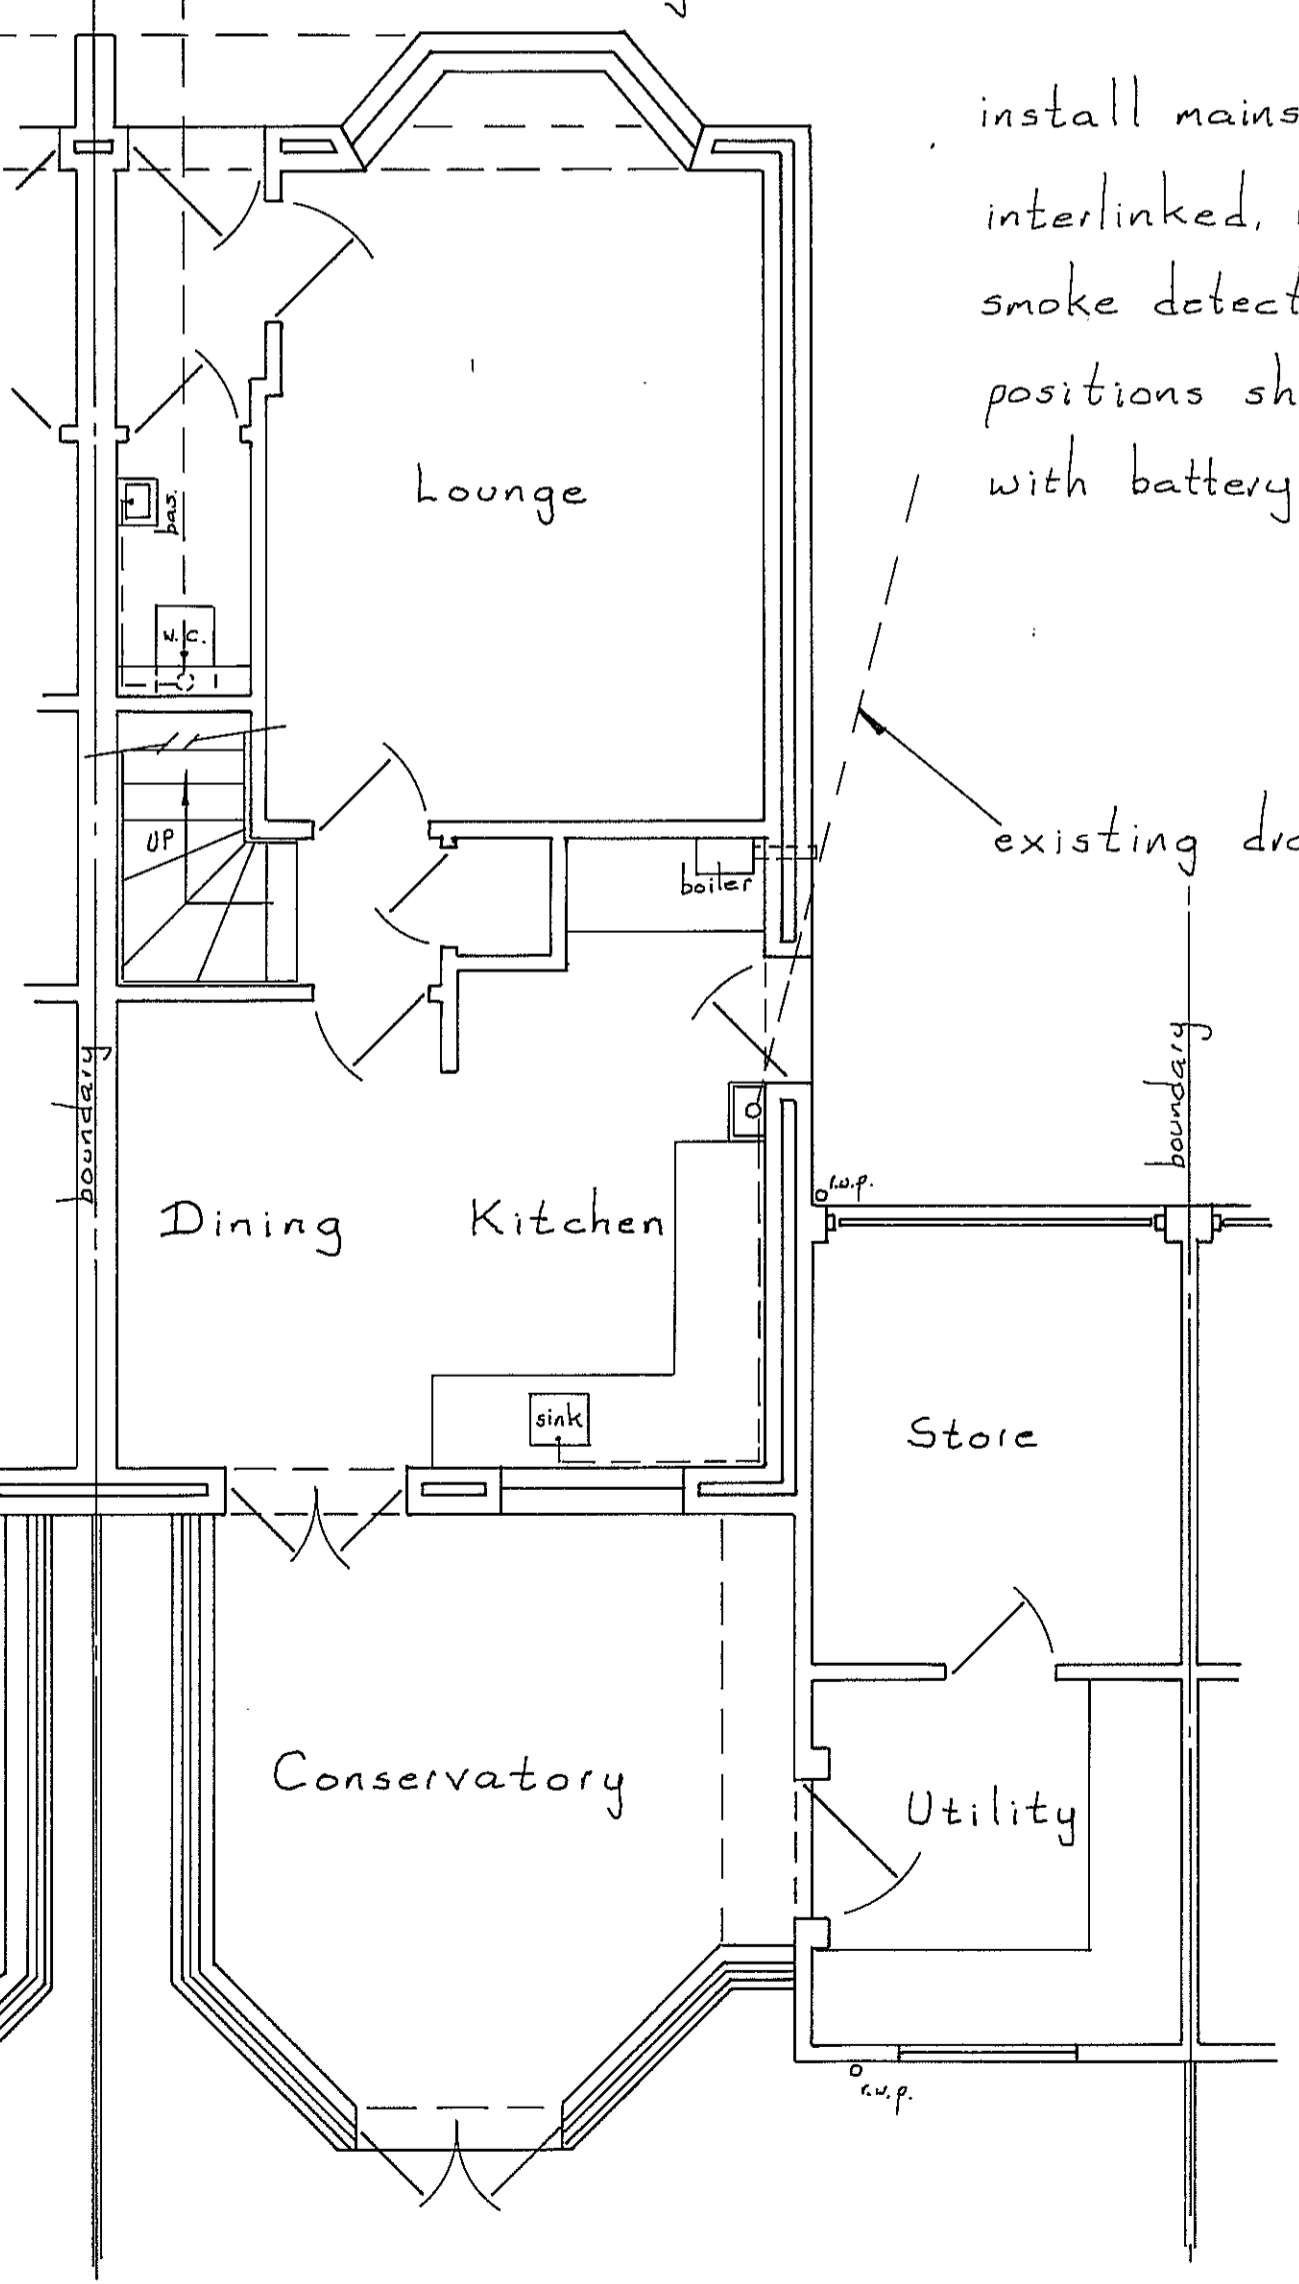 install mains
interlinked,
smoke detect
positions sh
with battery
Lounge
bas.
w.c.
UP
boiler
existing dra
boundary
boundary
r.w.p.
Dining
Kitchen
sink
Store
Conservatory
Utility
r.w.p.